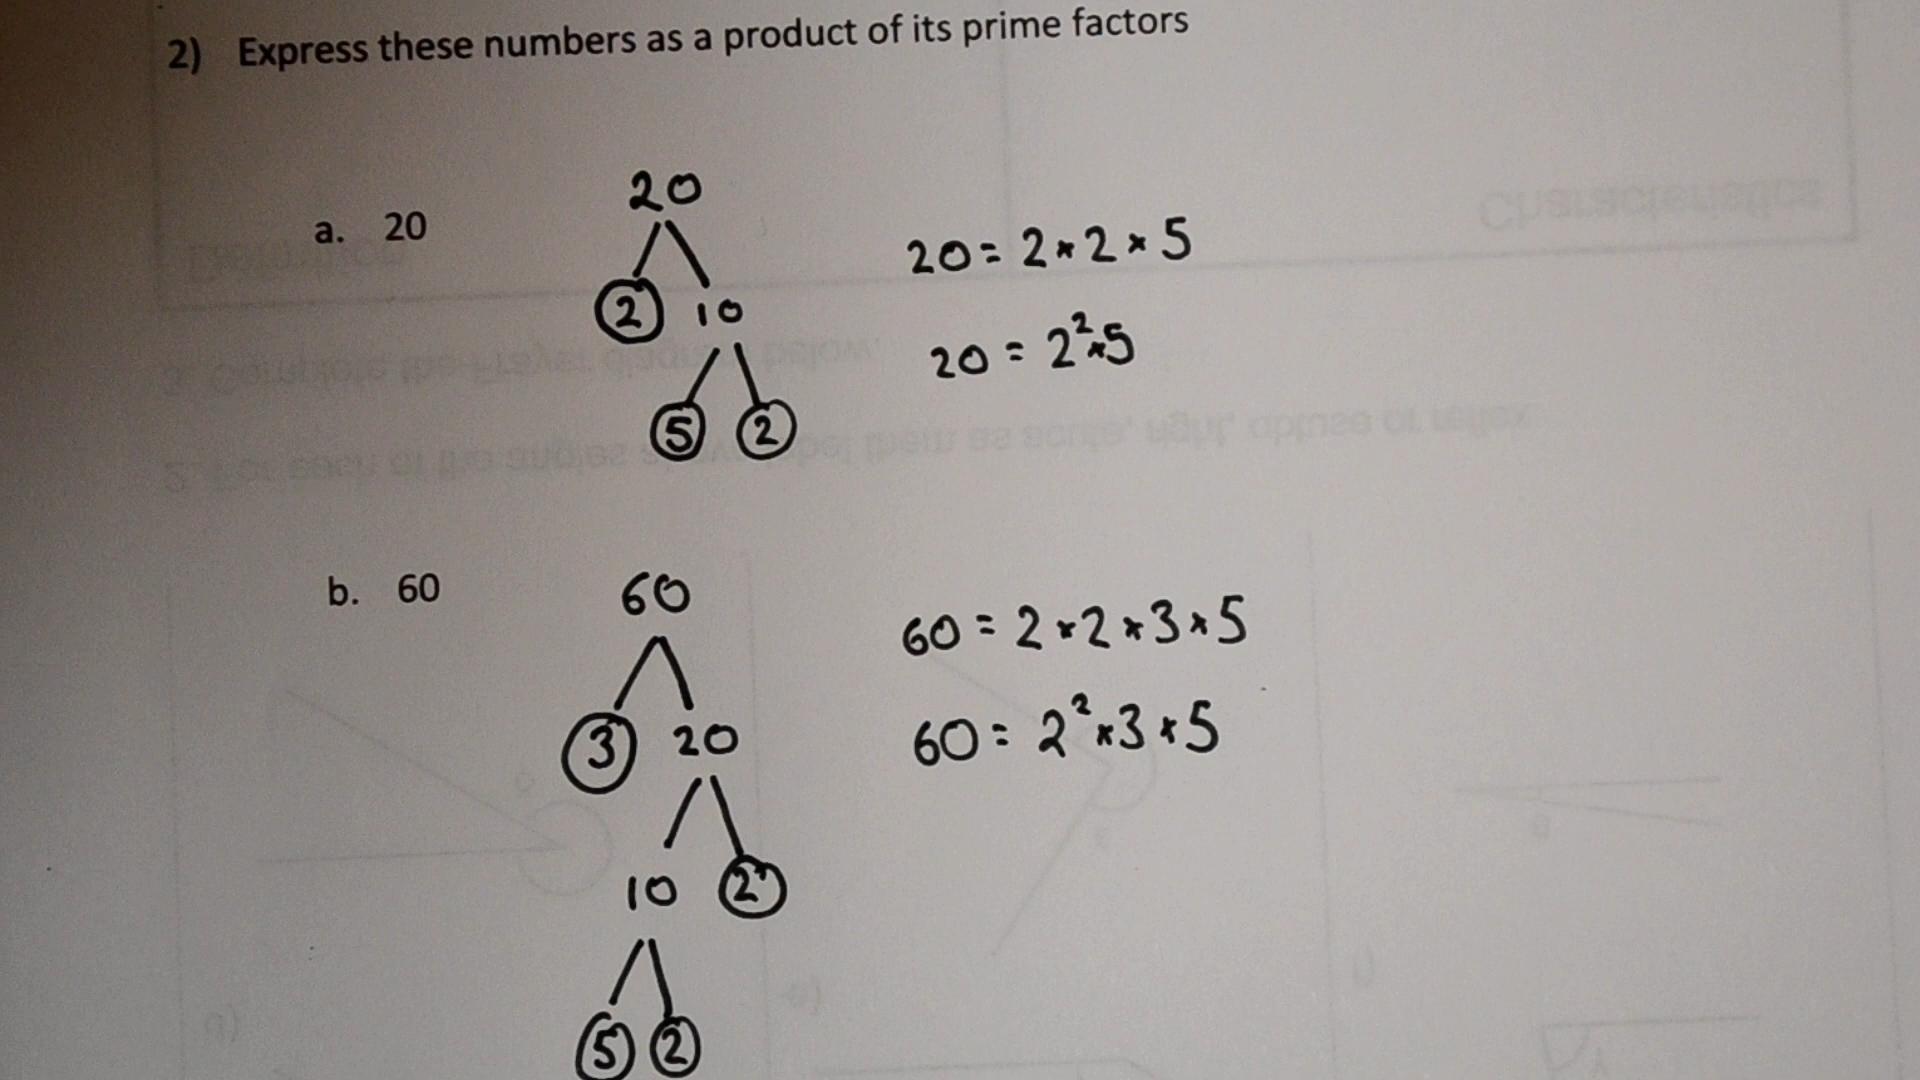 2) Express these numbers as a product of its prime factors
a. 20
20
2 10
5 2
20 = 2 × 2 × 5
20 = 2² × 5
b. 60
60
3 20
10 2
5 2
60 = 2 × 2 × 3 × 5
60 = 2² × 3 × 5
Characteristics